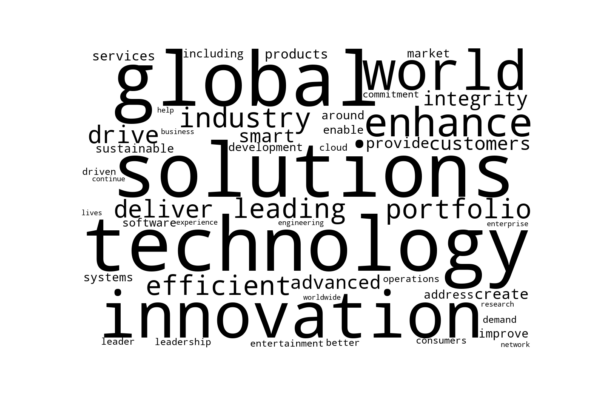 services including products market
global world
commitment integrity
help industry around enhance
drive business smart enable
sustainable development cloud provide customers
driven solutions
continue
lives deliver leading portfolio
software experience engineering enterprise
technology
systems efficient advanced operations
worldwide address create
innovation research
demand
leader leadership entertainment better consumers improve
network